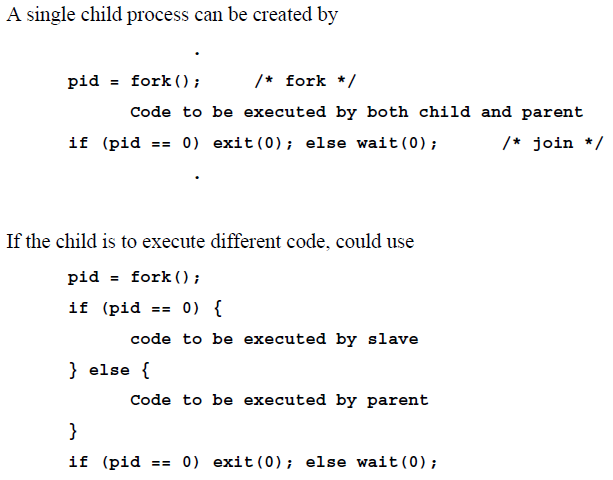 A single child process can be created by
.
pid = fork(); /* fork */
Code to be executed by both child and parent
if (pid == 0) exit(0); else wait(0); /* join */
.
If the child is to execute different code, could use
pid = fork();
if (pid == 0) {
code to be executed by slave
} else {
Code to be executed by parent
}
if (pid == 0) exit(0); else wait(0);